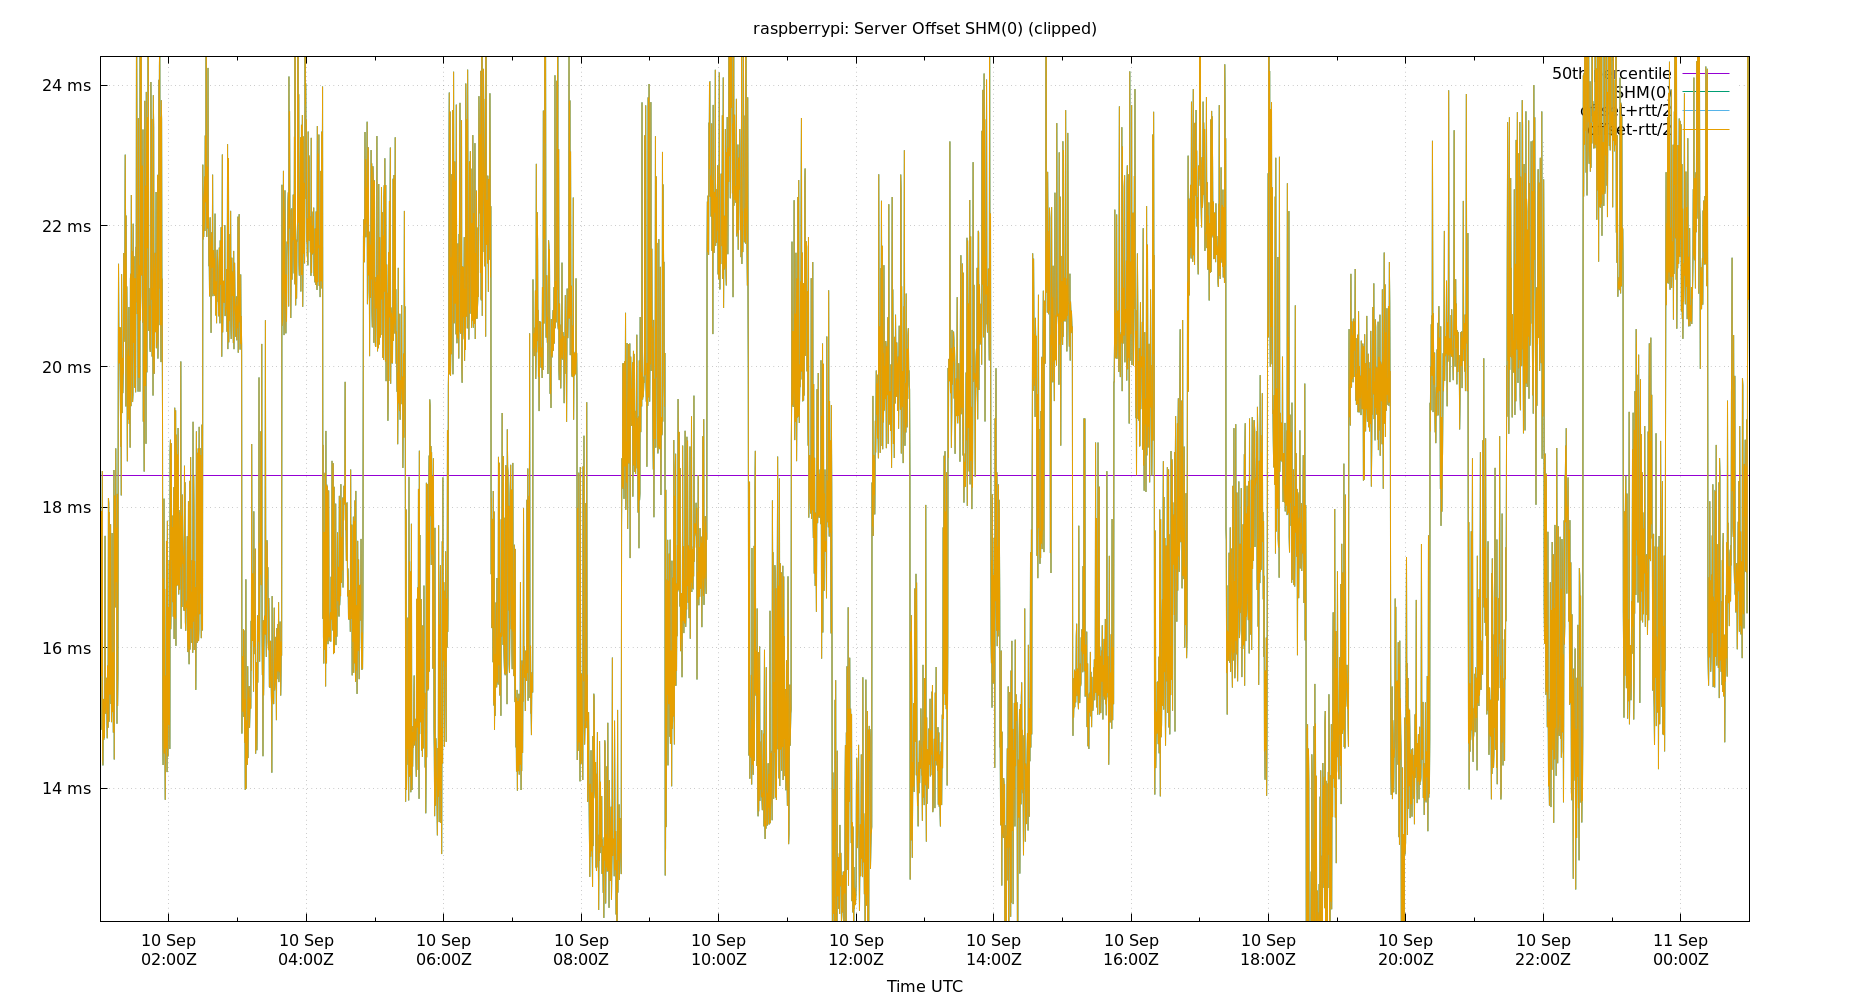 raspberrypi: Server Offset SHM(0) (clipped)
24 ms
22 ms
20 ms
18 ms
16 ms
14 ms
SHM(0)
10 Sep 10 Sep 10 Sep 10 Sep 10 Sep 10 Sep 10 Sep 10 Sep 10 Sep 10 Sep 10 Sep 11 Sep
02:00Z 04:00Z 06:00Z 08:00Z 10:00Z 12:00Z 14:00Z 16:00Z 18:00Z 20:00Z 22:00Z 00:00Z
Time UTC